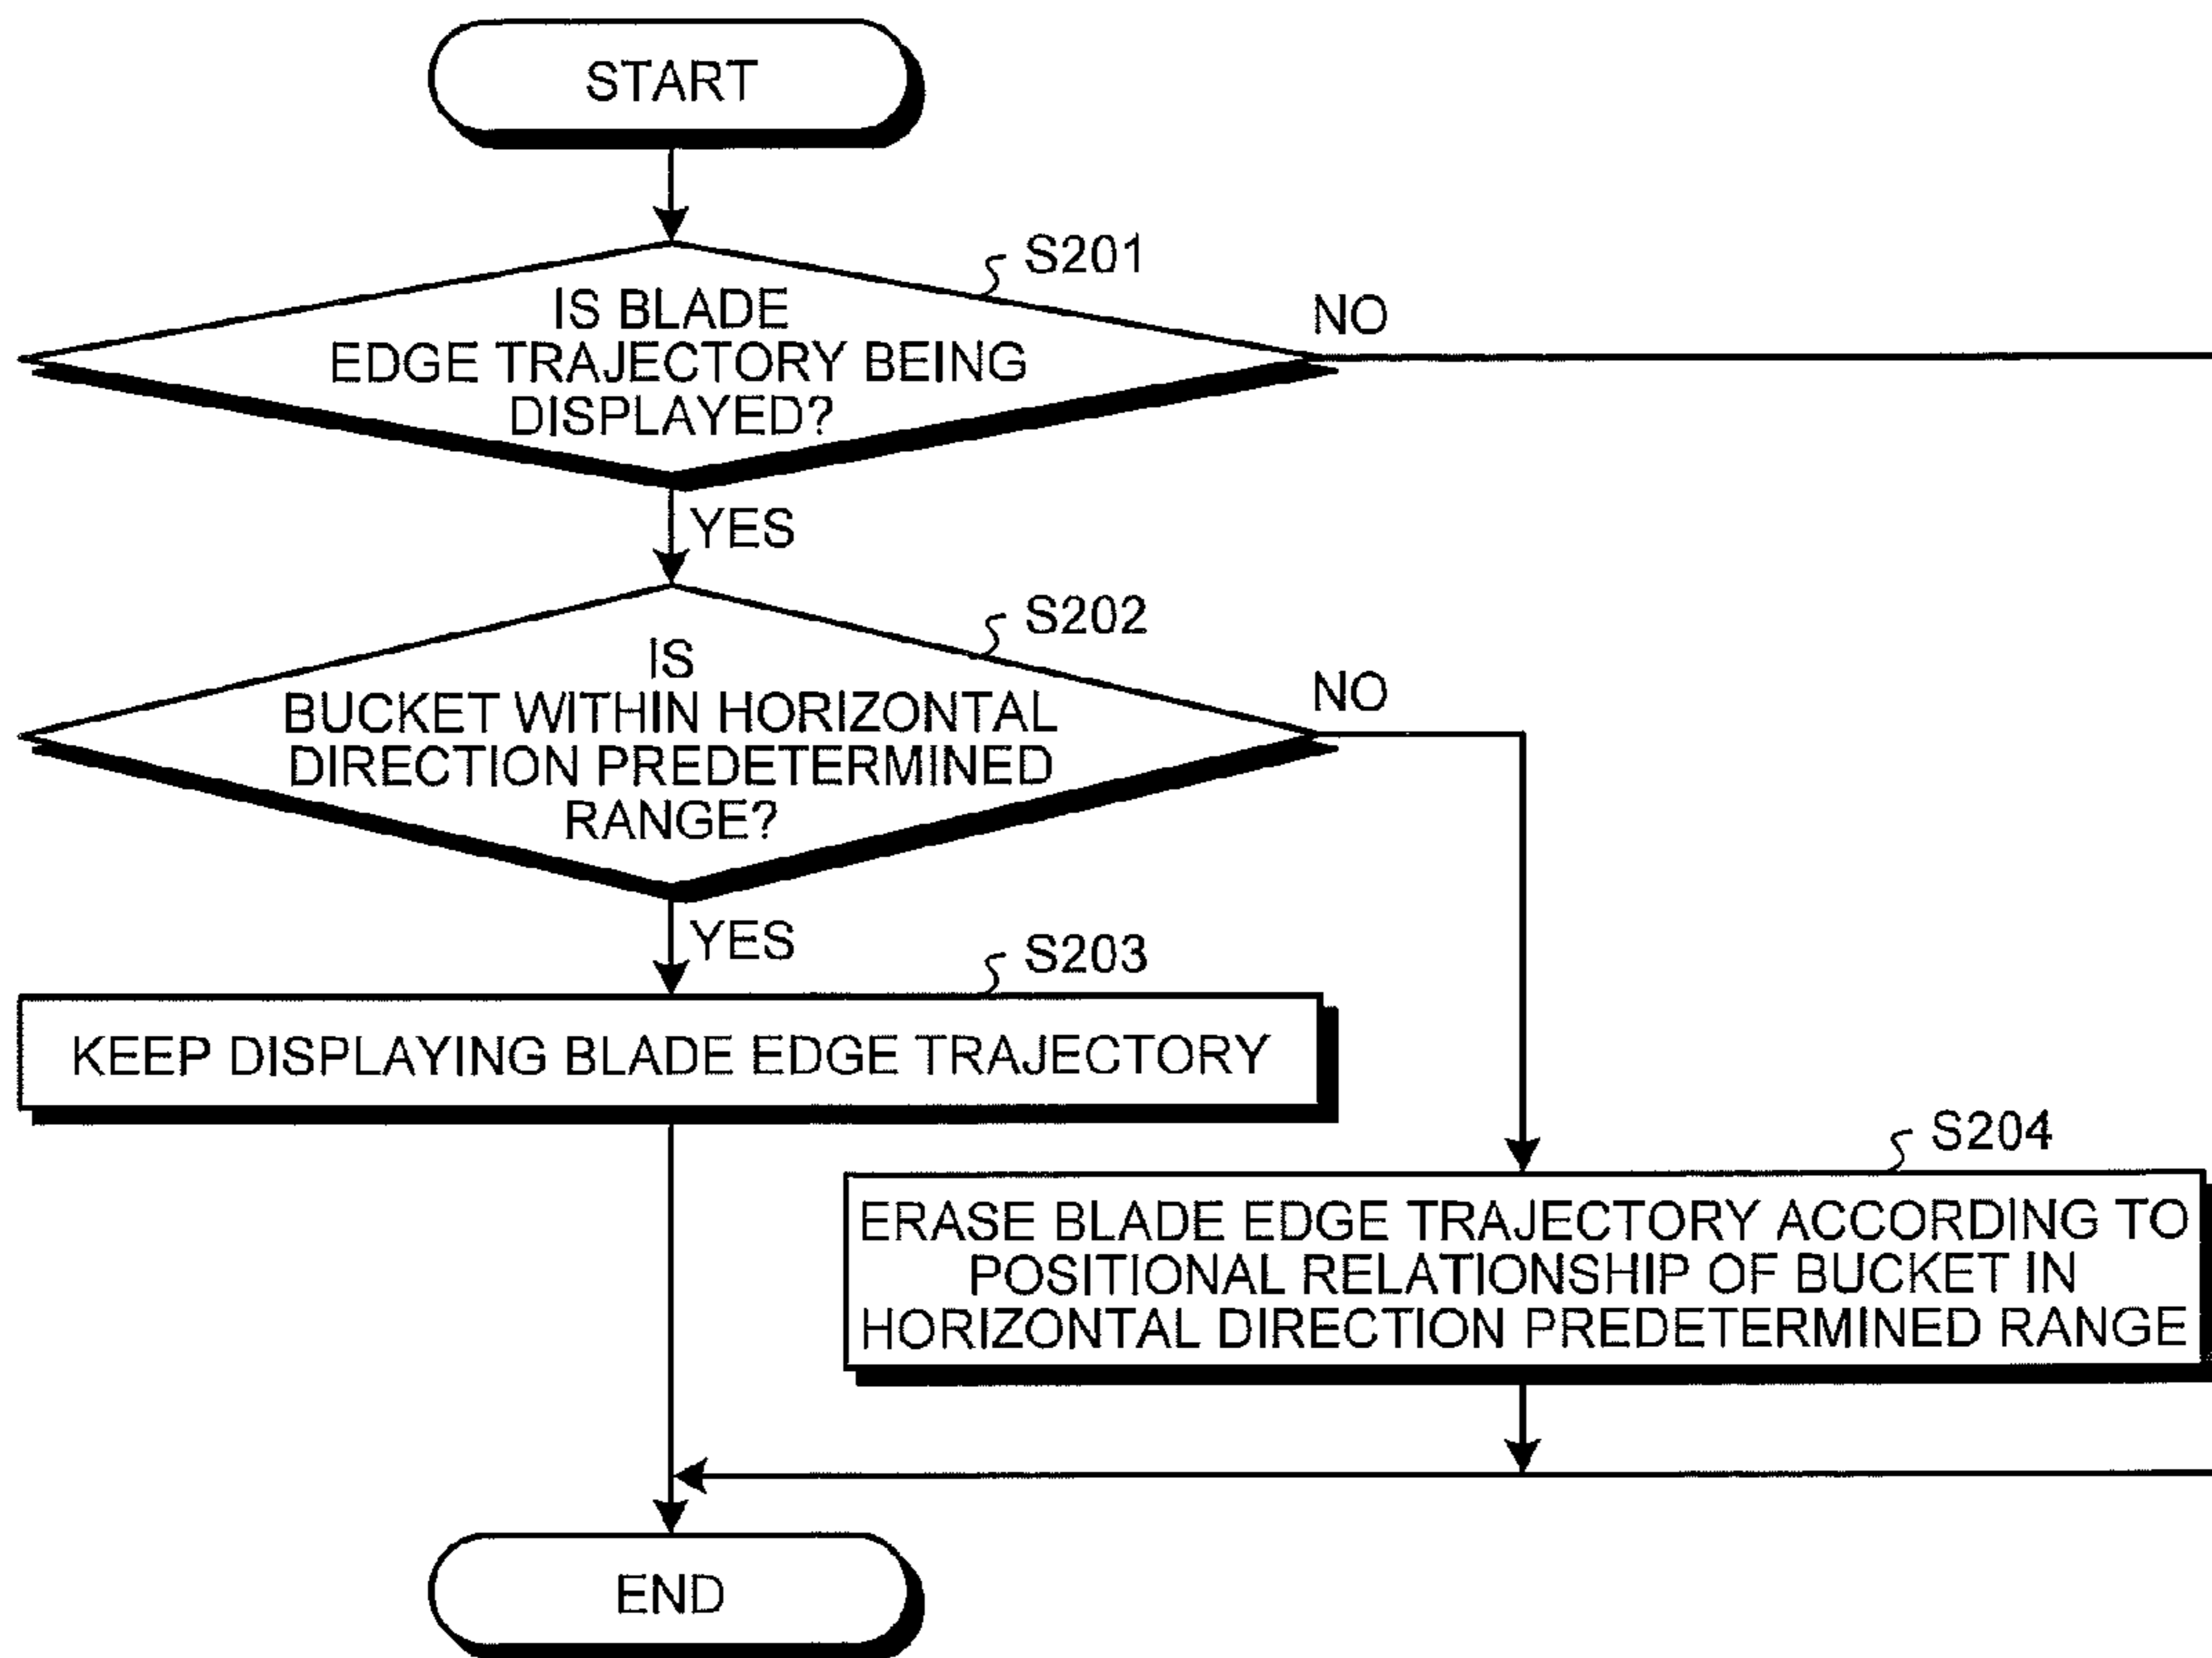 START
S201
IS BLADE
EDGE TRAJECTORY BEING
DISPLAYED?
NO
YES
S202
IS
BUCKET WITHIN HORIZONTAL
DIRECTION PREDETERMINED
RANGE?
NO
YES
S203
KEEP DISPLAYING BLADE EDGE TRAJECTORY
S204
ERASE BLADE EDGE TRAJECTORY ACCORDING TO
POSITIONAL RELATIONSHIP OF BUCKET IN
HORIZONTAL DIRECTION PREDETERMINED RANGE
END